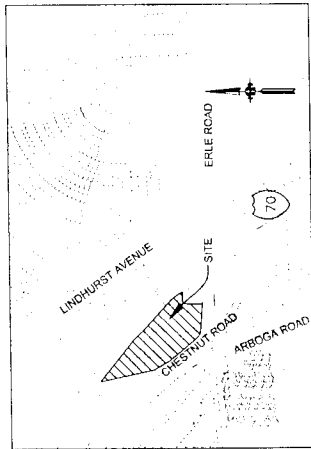 LINDHURST AVENUE
ERLE ROAD
SITE
70
CHESTNUT ROAD
ARBOGA ROAD